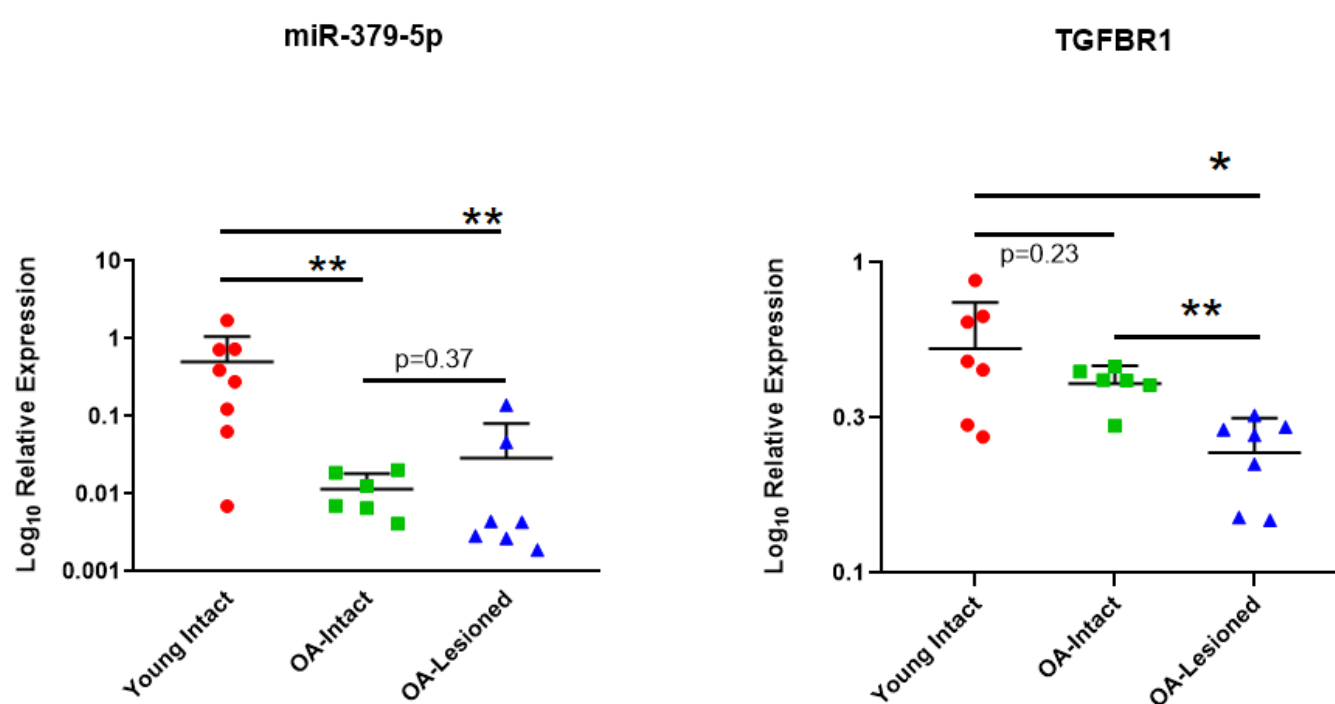 miR-379-5p
**
**
p=0.37
Log₁₀ Relative Expression
10
1
0.1
0.01
0.001
Young Intact
OA-Intact
OA-Lesioned
TGFBR1
*
p=0.23
**
Log₁₀ Relative Expression
1
0.3
0.1
Young Intact
OA-Intact
OA-Lesioned